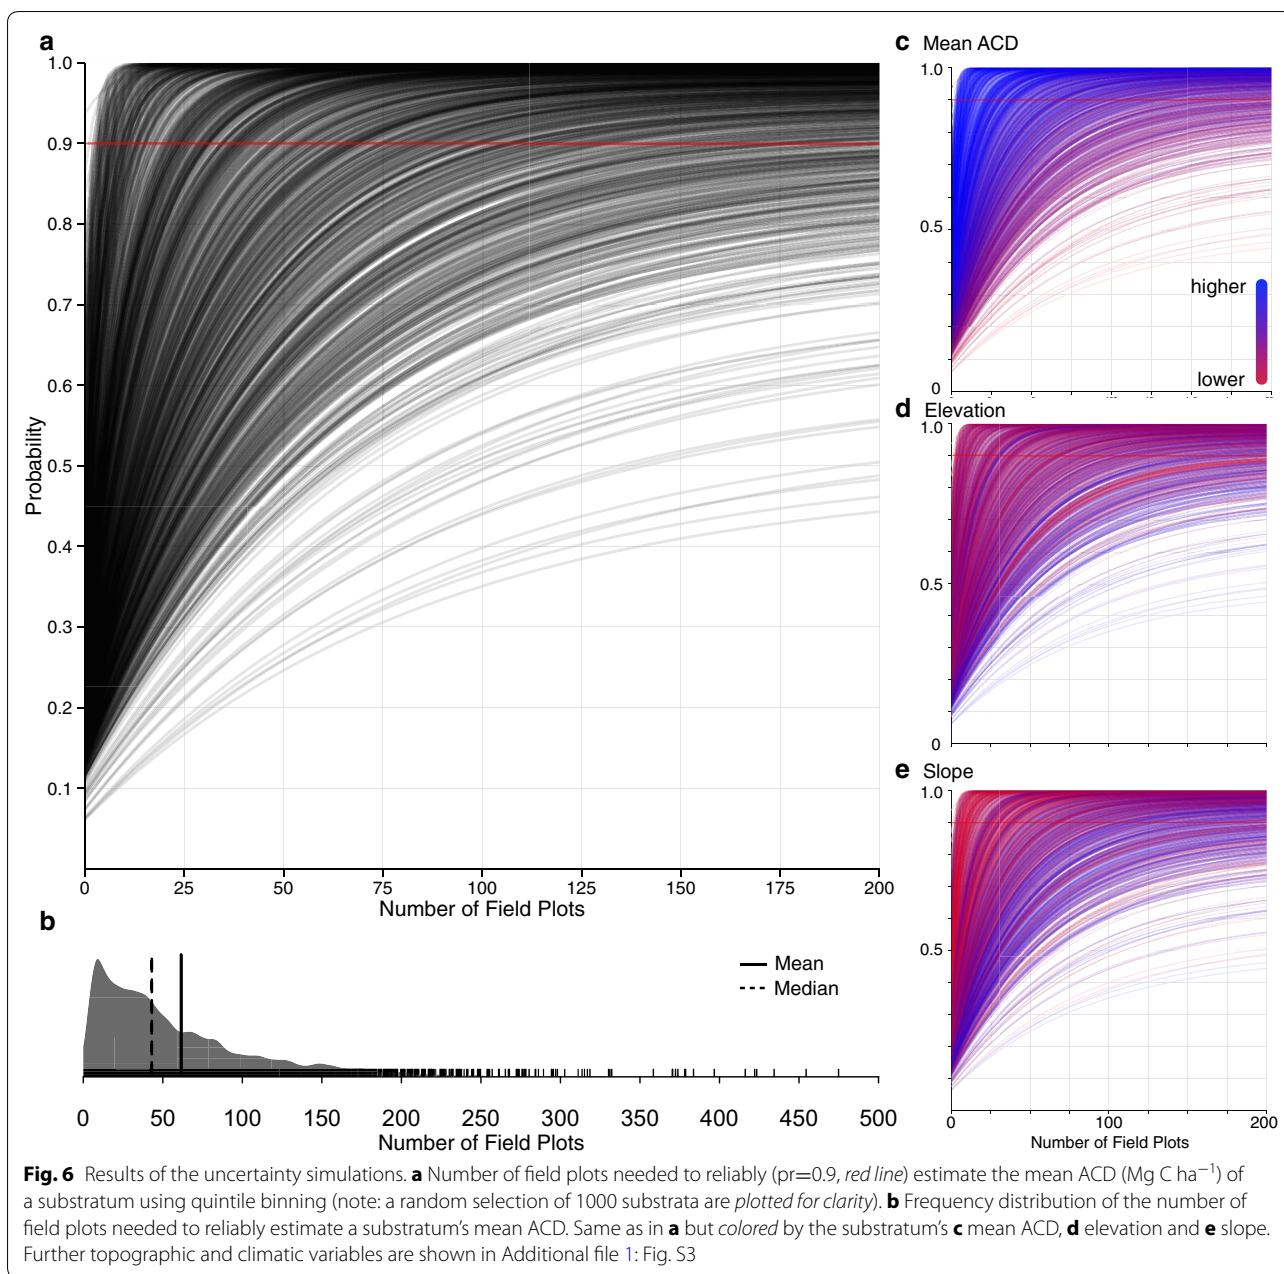 a
1.0
0.9
0.8
0.7
0.6
0.5
0.4
0.3
0.2
0.1
Probability
0 25 50 75 100 125 150 175 200
Number of Field Plots
b
Mean
Median
0 50 100 150 200 250 300 350 400 450 500
Number of Field Plots
c Mean ACD
1.0
0.5
0
higher
lower
d Elevation
1.0
0.5
0
e Slope
1.0
0.5
0 100 200
Number of Field Plots
Fig. 6 Results of the uncertainty simulations. a Number of field plots needed to reliably (pr=0.9, red line) estimate the mean ACD (Mg C ha−1) of
a substratum using quintile binning (note: a random selection of 1000 substrata are plotted for clarity). b Frequency distribution of the number of
field plots needed to reliably estimate a substratum's mean ACD. Same as in a but colored by the substratum's c mean ACD, d elevation and e slope.
Further topographic and climatic variables are shown in Additional file 1: Fig. S3